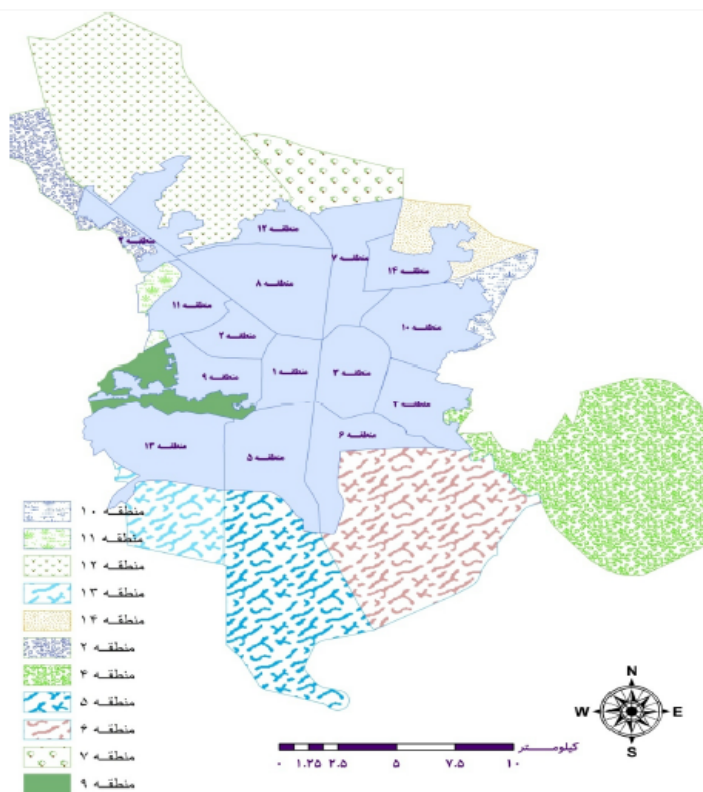 منطقه ۱۲
منطقه ۲
منطقه ۷
منطقه ۱۴
منطقه ۸
منطقه ۱۱
منطقه ۱۰
منطقه ۲
منطقه ۹
منطقه ۱
منطقه ۳
منطقه ۶
منطقه ۱۳
منطقه ۵
منطقه ۱۰
منطقه ۱۱
منطقه ۱۲
منطقه ۱۳
منطقه ۱۴
منطقه ۲
منطقه ۴
منطقه ۵
منطقه ۶
منطقه ۷
منطقه ۹
N
W E
S
کیلومتر
۰ ۱.۲۵ ۲.۵ ۵ ۷.۵ ۱۰